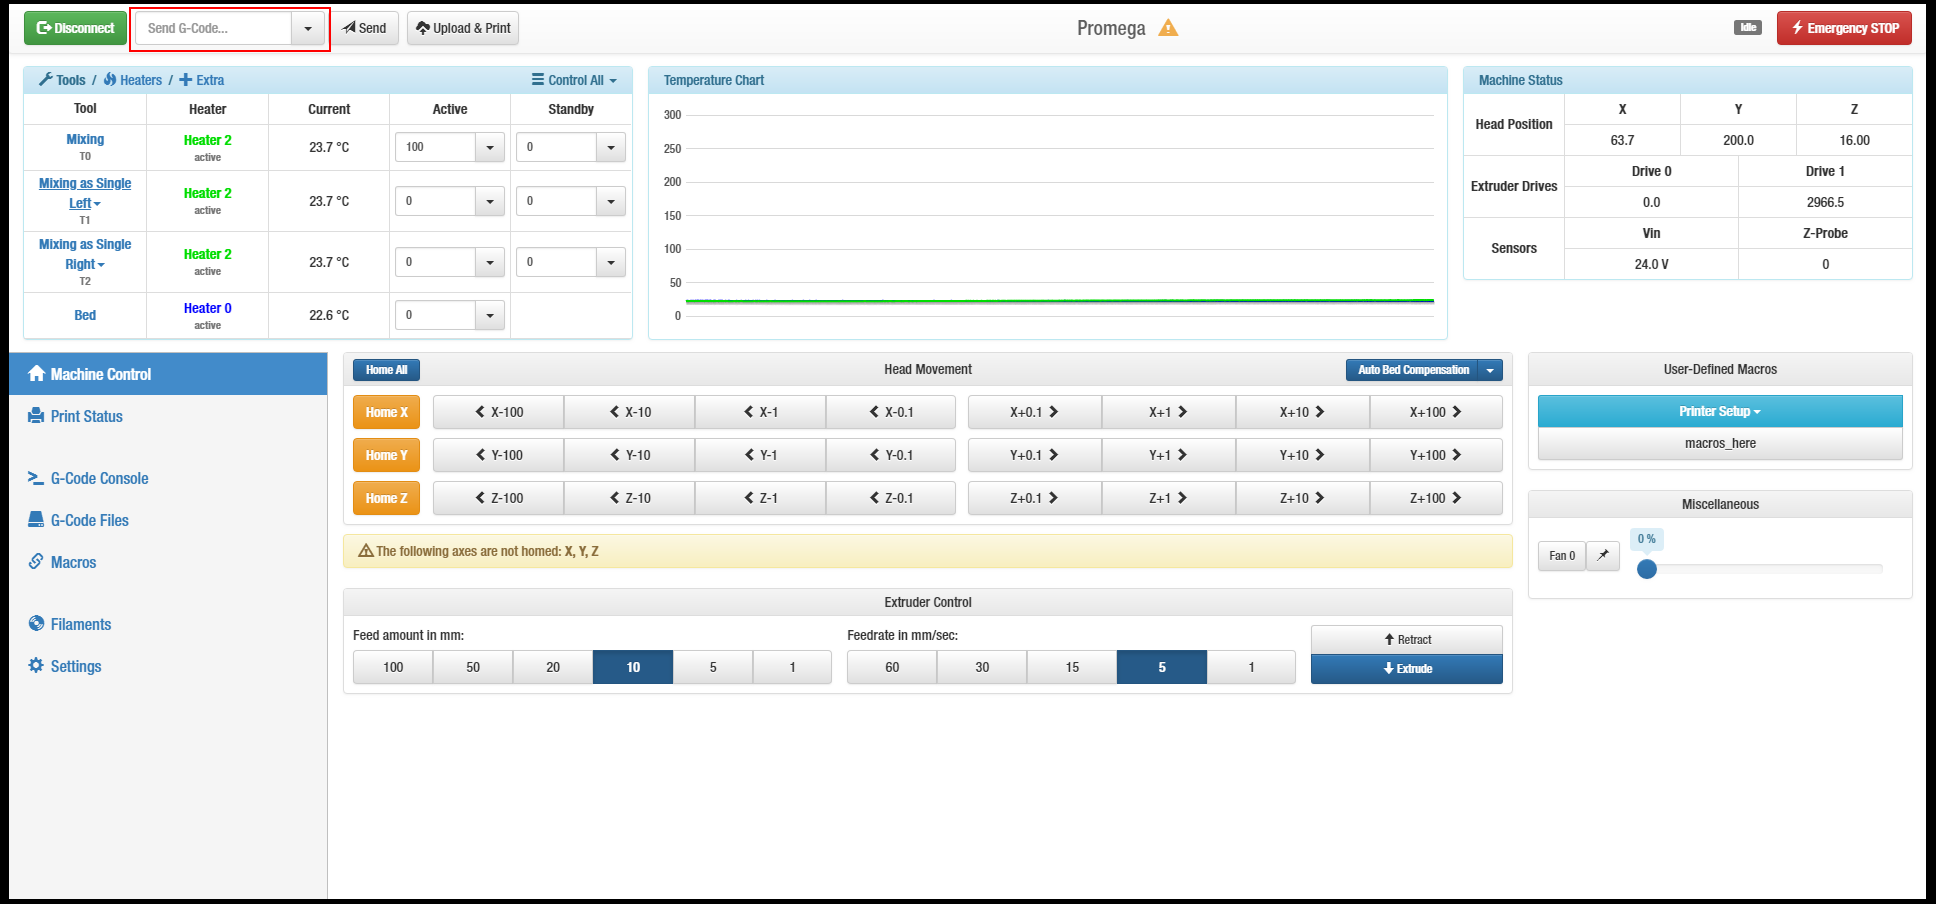 Disconnect Send G-Code... Send Upload & Print Promega Idle Emergency STOP
Tools / Heaters / Extra Control All
Tool Heater Current Active Standby
Mixing
T0
Heater 2
active
23.7 °C 100 0
Mixing as Single
Left
T1
Heater 2
active
23.7 °C 0 0
Mixing as Single
Right
T2
Heater 2
active
23.7 °C 0 0
Bed
Heater 0
active
22.6 °C 0
Temperature Chart
300
250
200
150
100
50
0
Machine Status
Head Position
X Y Z
63.7 200.0 16.00
Extruder Drives
Drive 0 Drive 1
0.0 2966.5
Sensors
Vin Z-Probe
24.0 V 0
Machine Control
Print Status
G-Code Console
G-Code Files
Macros
Filaments
Settings
Home All Head Movement Auto Bed Compensation
Home X X-100 X-10 X-1 X-0.1 X+0.1 X+1 X+10 X+100
Home Y Y-100 Y-10 Y-1 Y-0.1 Y+0.1 Y+1 Y+10 Y+100
Home Z Z-100 Z-10 Z-1 Z-0.1 Z+0.1 Z+1 Z+10 Z+100
The following axes are not homed: X, Y, Z
Extruder Control
Feed amount in mm: Feedrate in mm/sec:
100 50 20 10 5 1 60 30 15 5 1
Retract
Extrude
User-Defined Macros
Printer Setup
macros_here
Miscellaneous
Fan 0 0 %